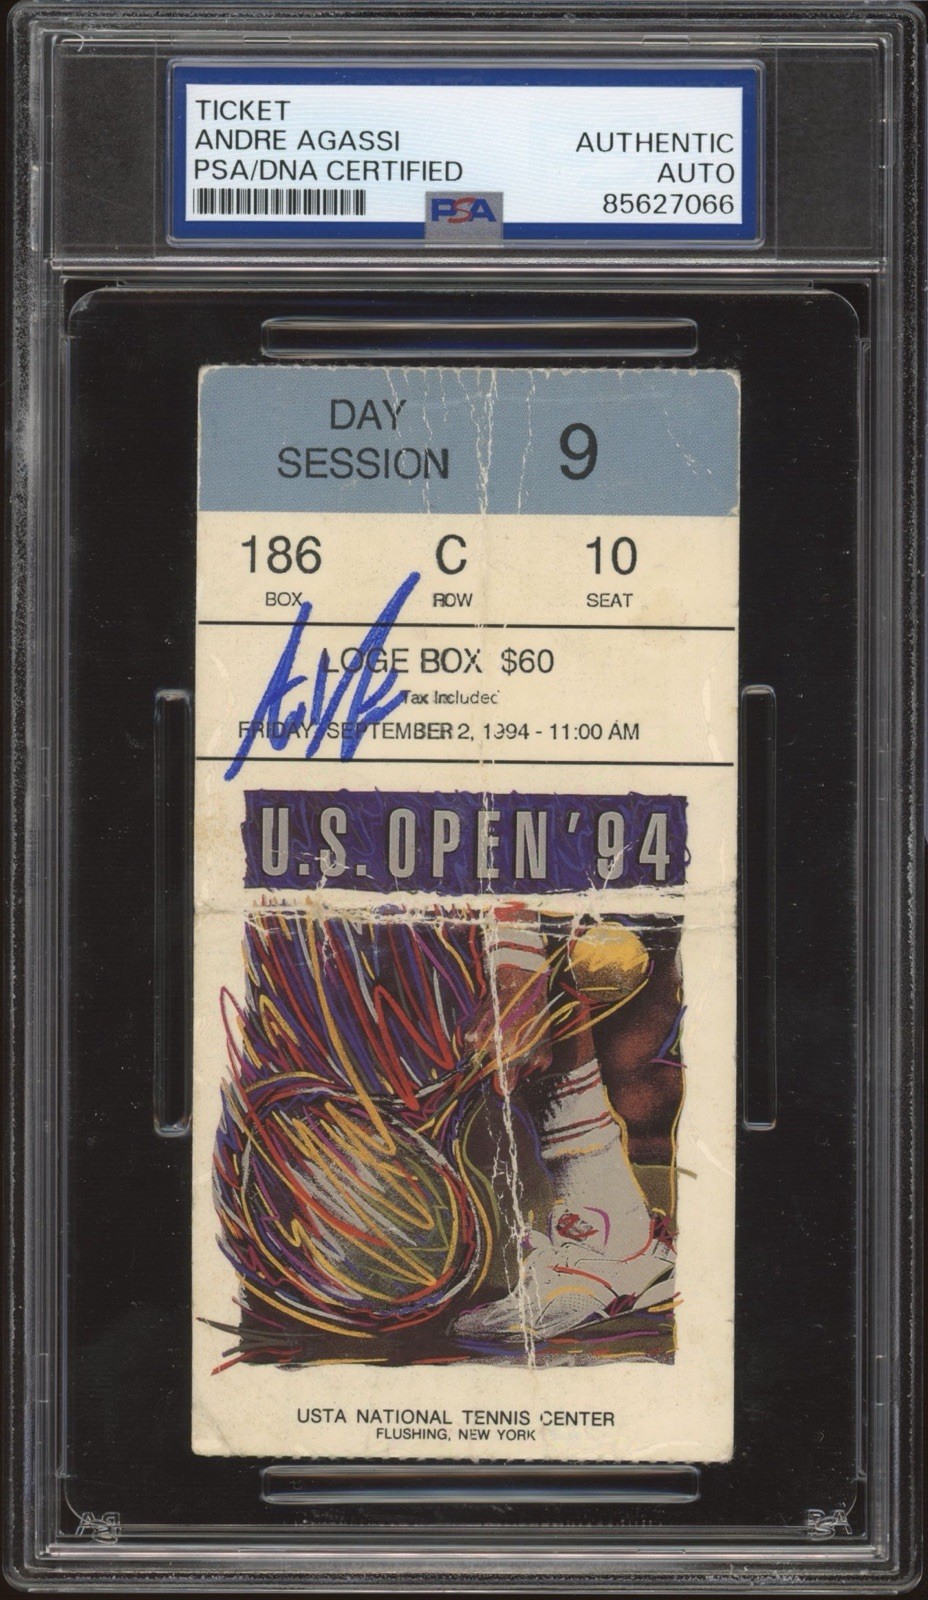 TICKET
ANDRE AGASSI
PSA/DNA CERTIFIED
AUTHENTIC
AUTO
85627066
PSA
DAY
SESSION
9
186 C 10
BOX ROW SEAT
LOGE BOX $60
Tax Included
FRIDAY, SEPTEMBER 2, 1994 - 11:00 AM
U.S. OPEN '94
USTA NATIONAL TENNIS CENTER
FLUSHING, NEW YORK
PSA